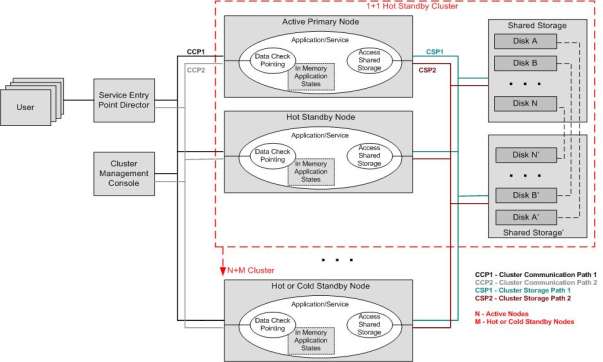 1+1 Hot Standby Cluster
Active Primary Node
Application/Service
Data Check
Pointing
In Memory
Application
States
Access
Shared
Storage
CCP1
CCP2
CSP1
CSP2
Shared Storage
Disk A
Disk B
Disk N
User
Service Entry
Point Director
Hot Standby Node
Application/Service
Data Check
Pointing
In Memory
Application
States
Access
Shared
Storage
Cluster
Management
Console
Disk N'
Disk B'
Disk A'
Shared Storage'
N+M Cluster
Hot or Cold Standby Node
Application/Service
Data Check
Pointing
In Memory
Application
States
Access
Shared
Storage
CCP1 - Cluster Communication Path 1
CCP2 - Cluster Communication Path 2
CSP1 - Cluster Storage Path 1
CSP2 - Cluster Storage Path 2
N - Active Nodes
M - Hot or Cold Standby Nodes